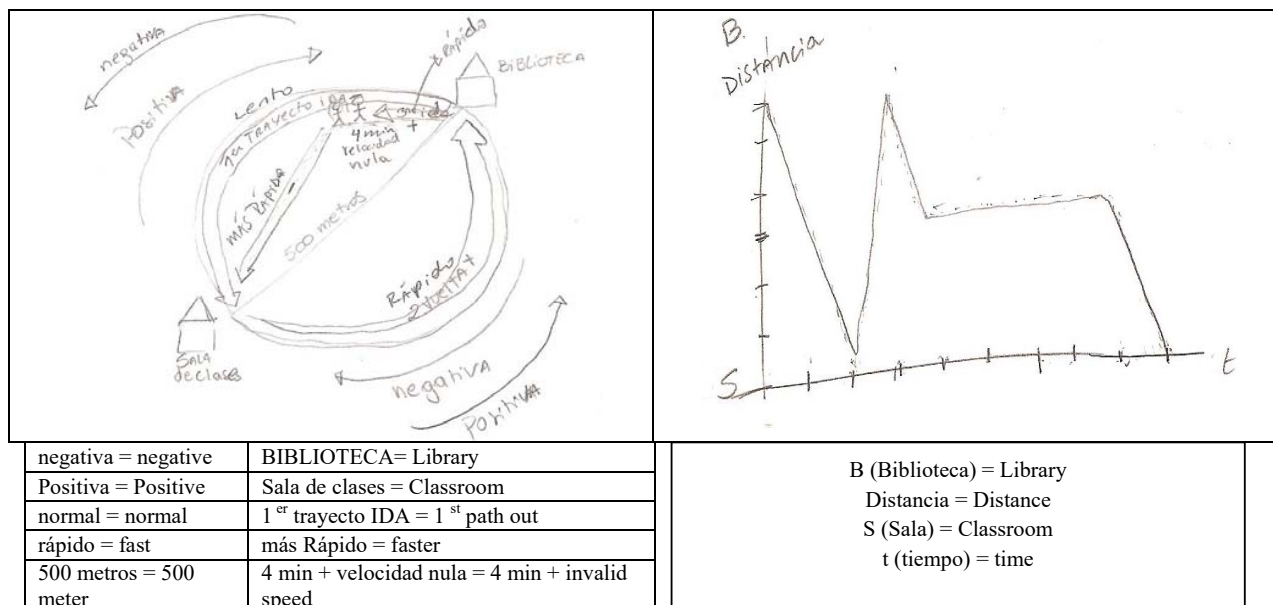 negativa
Positiva
Lento
1er TRAYECTO IDA
Rápido
BIBLIOTECA
4 min
velocidad
nula
MÁS RÁPIDO
500 metros
RÁPIDO
2 VUELTA +
SALA
de clases
negativa
Positiva
B.
DISTANCIA
S
t
negativa = negative
BIBLIOTECA= Library
Positiva = Positive
Sala de clases = Classroom
normal = normal
1 er trayecto IDA = 1 st path out
rápido = fast
más Rápido = faster
500 metros = 500
meter
4 min + velocidad nula = 4 min + invalid
speed
B (Biblioteca) = Library
Distancia = Distance
S (Sala) = Classroom
t (tiempo) = time